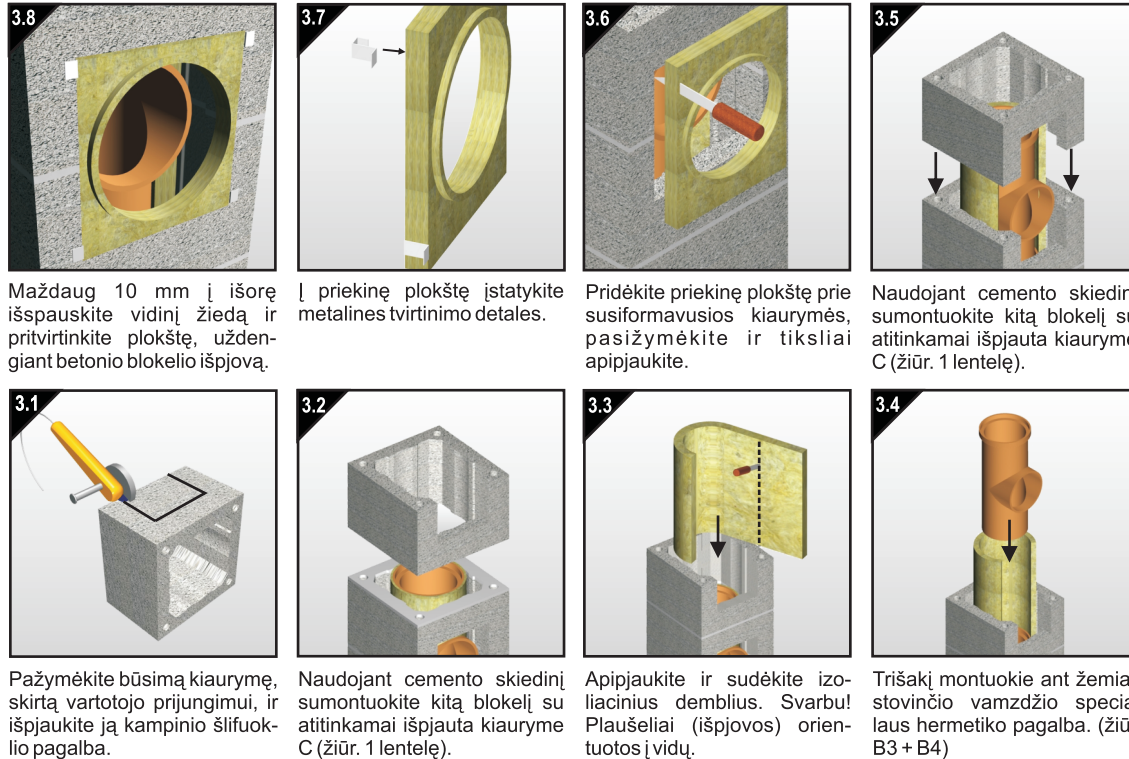 3.8
Maždaug 10 mm į išorę
išspauskite vidinį žiedą ir
pritvirtinkite plokštę, užden-
giant betonio blokelio išpjovą.
3.7
Į priekinę plokštę įstatykite
metalines tvirtinimo detales.
3.6
Pridėkite priekinę plokštę prie
susiformavusios kiaurymės,
pasižymėkite ir tiksliai
apipjaukite.
3.5
Naudojant cemento skiedin
sumontuokite kitą blokelį su
atitinkamai išpjauta kiauryme
C (žiūr. 1 lentelę).
3.1
Pažymėkite būsimą kiaurymę,
skirtą vartotojo prijungimui, ir
išpjaukite ją kampinio šlifuok-
lio pagalba.
3.2
Naudojant cemento skiedinį
sumontuokite kitą blokelį su
atitinkamai išpjauta kiauryme
C (žiūr. 1 lentelę).
3.3
Apipjaukite ir sudėkite izo-
liacinius demblius. Svarbu!
Plaušeliai (išpjovos) orien-
tuotos į vidų.
3.4
Trišakį montuokie ant žemia
stovinčio vamzdžio specia
laus hermetiko pagalba. (žiū
B3 + B4)